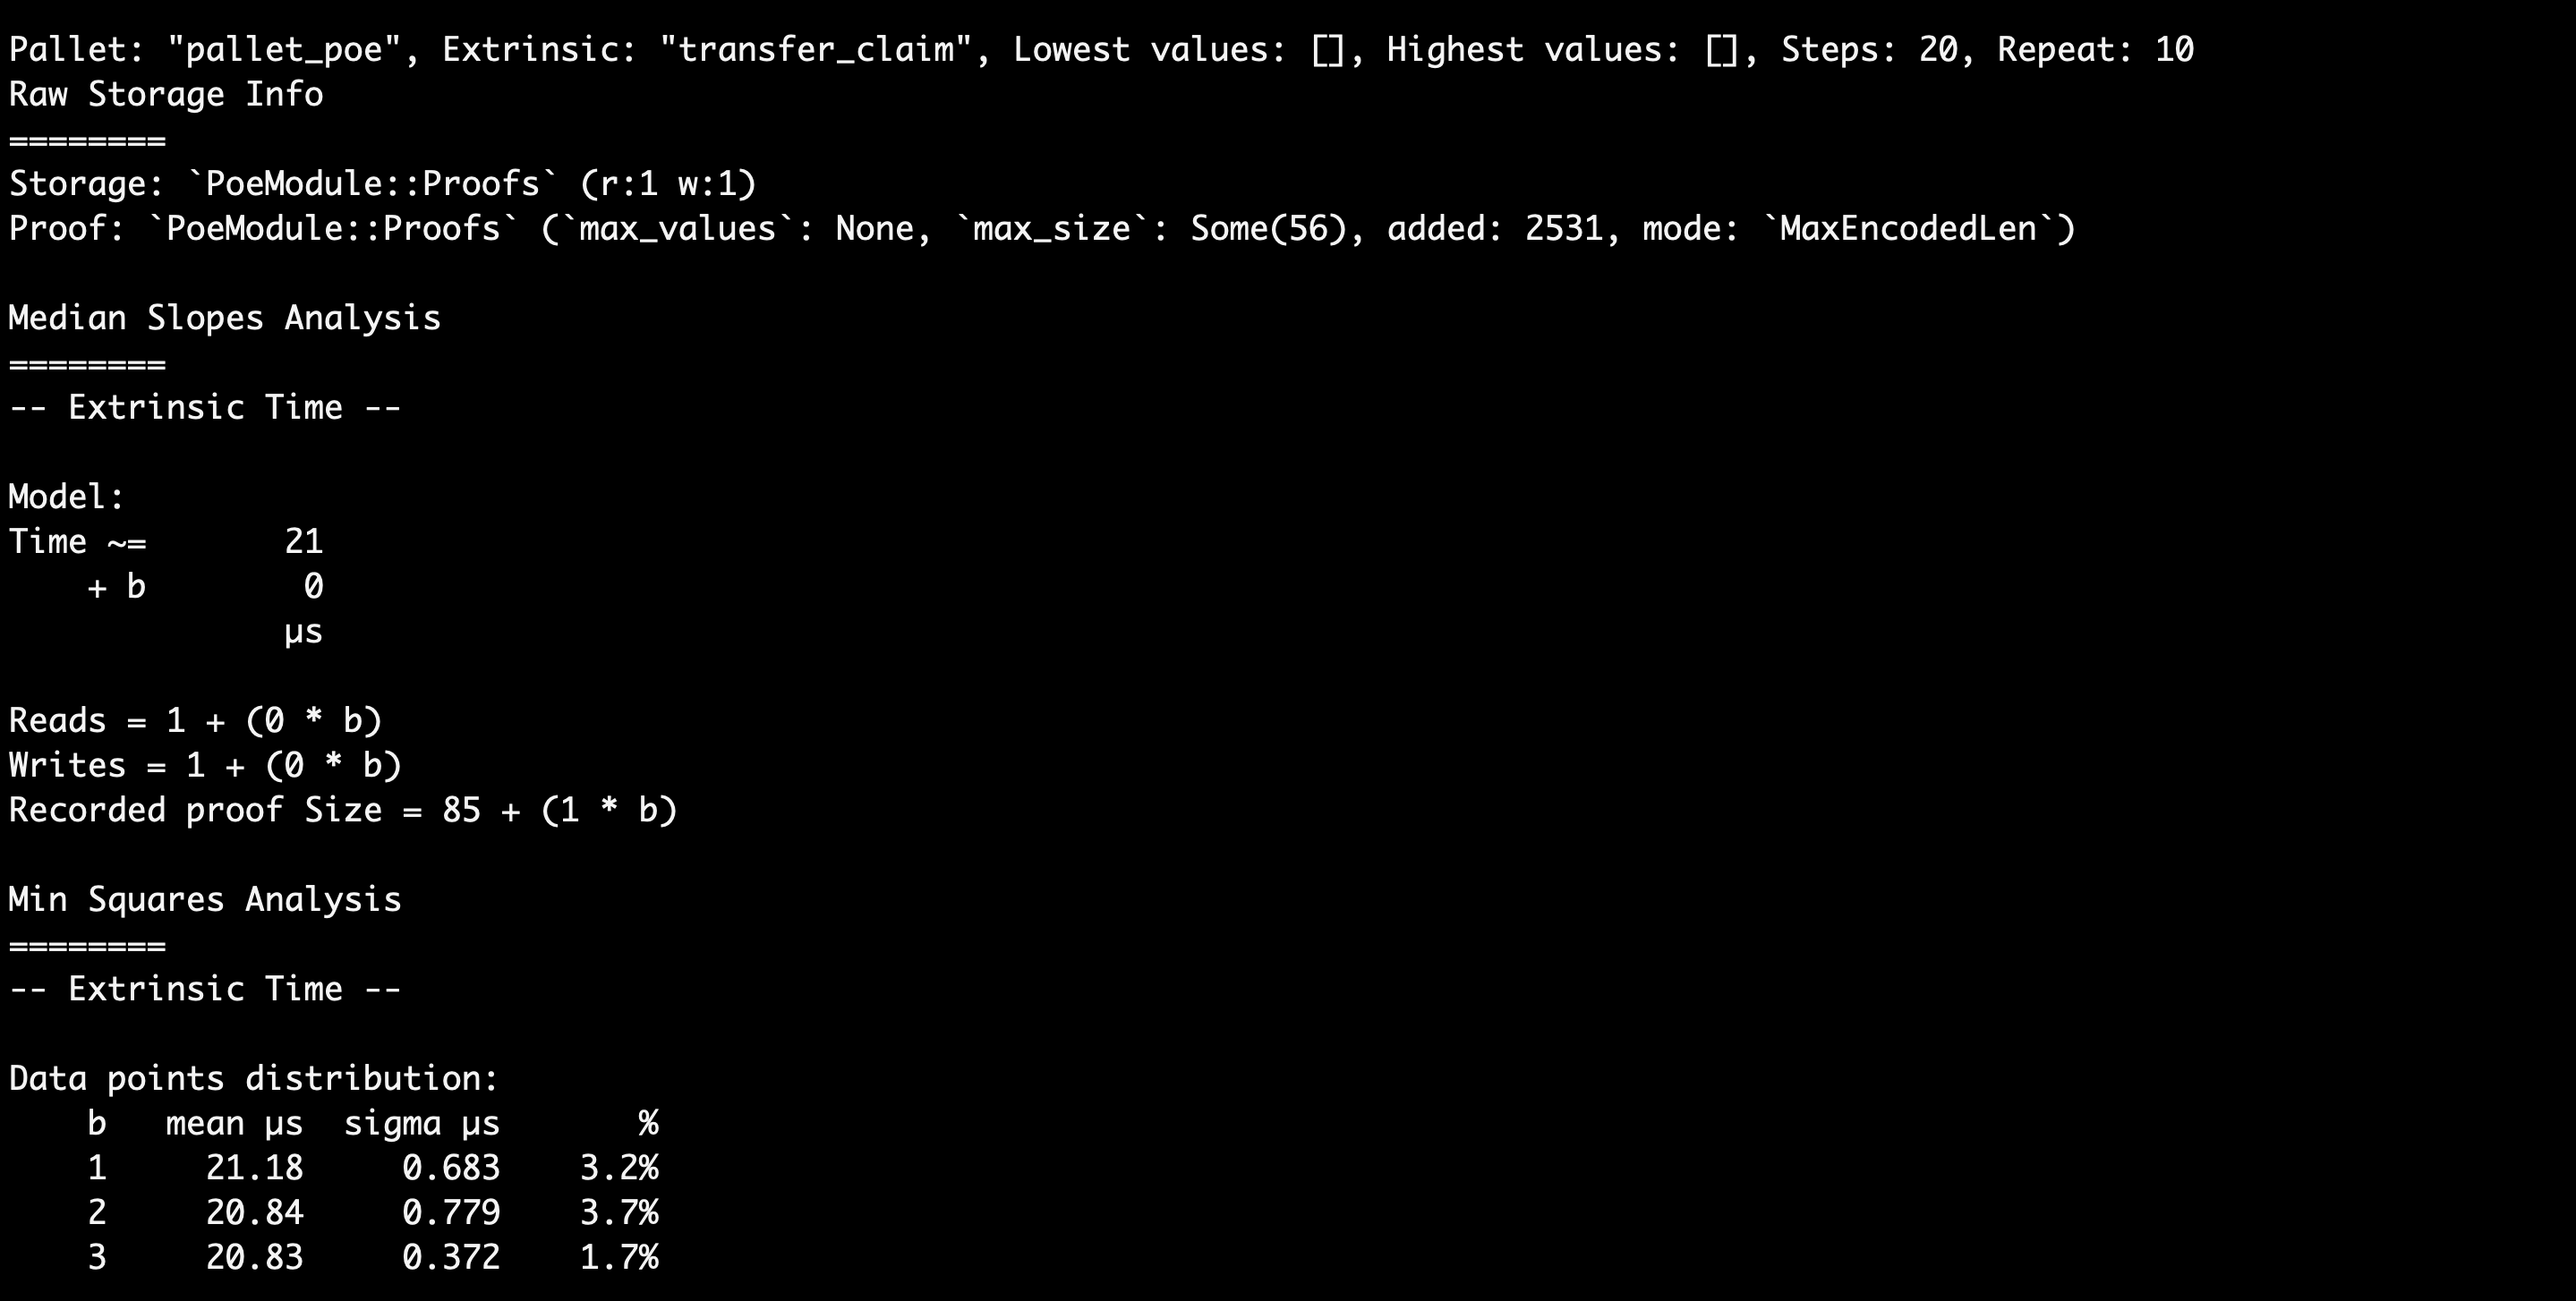 Pallet: "pallet_poe", Extrinsic: "transfer_claim", Lowest values: [], Highest values: [], Steps: 20, Repeat: 10
Raw Storage Info
========
Storage: `PoeModule::Proofs` (r:1 w:1)
Proof: `PoeModule::Proofs` (`max_values`: None, `max_size`: Some(56), added: 2531, mode: `MaxEncodedLen`)

Median Slopes Analysis
========
-- Extrinsic Time --

Model:
Time ~=       21
    + b        0
              µs

Reads = 1 + (0 * b)
Writes = 1 + (0 * b)
Recorded proof Size = 85 + (1 * b)

Min Squares Analysis
========
-- Extrinsic Time --

Data points distribution:
    b   mean µs  sigma µs       %
    1     21.18     0.683    3.2%
    2     20.84     0.779    3.7%
    3     20.83     0.372    1.7%